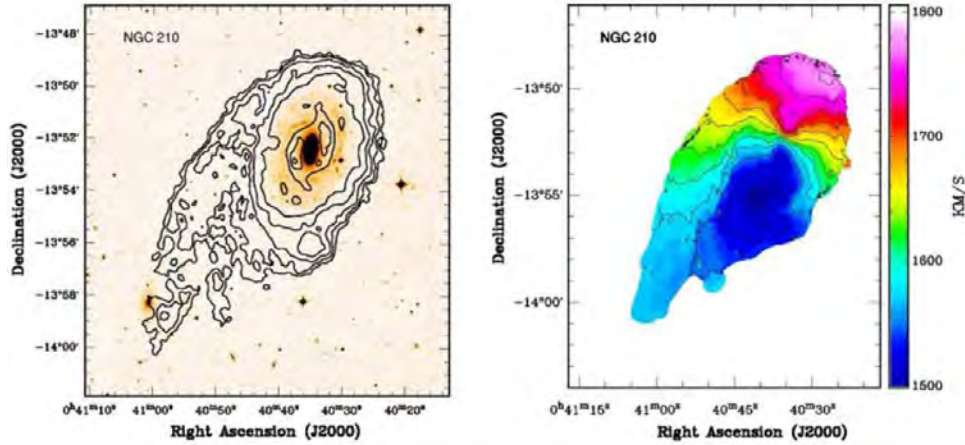 NGC 210
Declination (J2000)
−13°48'
−13°50'
−13°52'
−13°54'
−13°56'
−13°58'
−14°00'
0ʰ41ᵐ10ˢ
41ᵐ00ˢ
40ᵐ50ˢ
40ᵐ40ˢ
40ᵐ30ˢ
40ᵐ20ˢ
Right Ascension (J2000)
NGC 210
Declination (J2000)
−13°50'
−13°55'
−14°00'
0ʰ41ᵐ15ˢ
41ᵐ00ˢ
40ᵐ45ˢ
40ᵐ30ˢ
Right Ascension (J2000)
1800
1700
1600
1500
KM/S